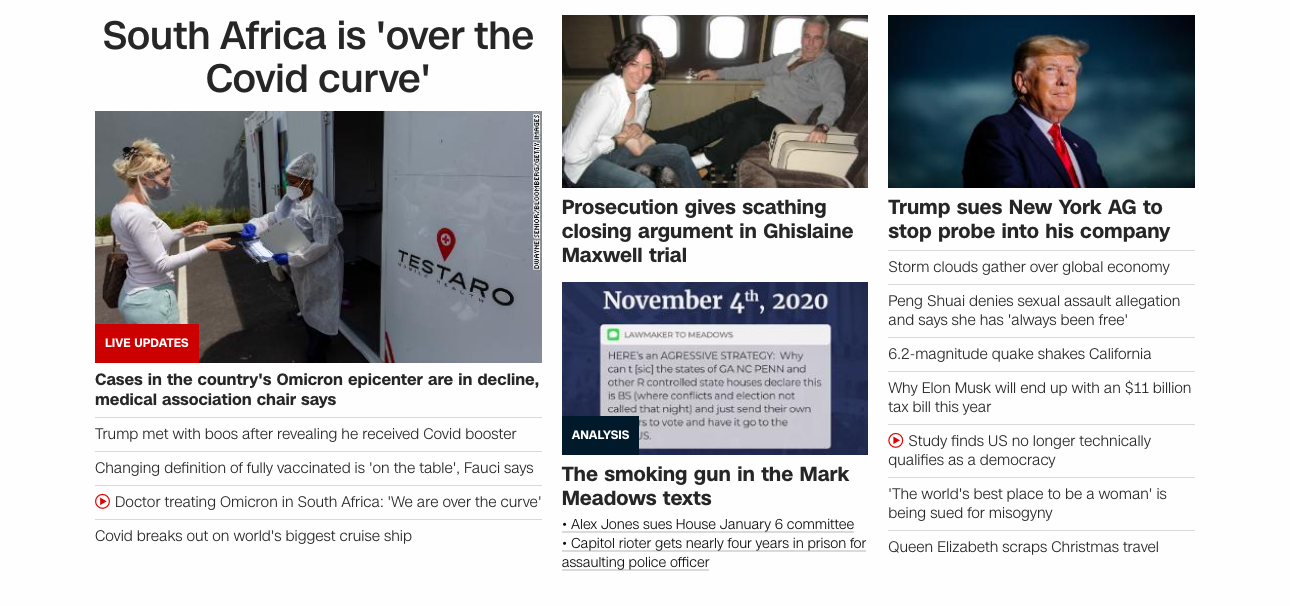 South Africa is 'over the
Covid curve'
DWAYNE SENIOR/BLOOMBERG/GETTY IMAGES
TESTARO
MOBILE HEALTH
LIVE UPDATES
Cases in the country's Omicron epicenter are in decline,
medical association chair says
Trump met with boos after revealing he received Covid booster
Changing definition of fully vaccinated is 'on the table', Fauci says
Doctor treating Omicron in South Africa: 'We are over the curve'
Covid breaks out on world's biggest cruise ship
Prosecution gives scathing
closing argument in Ghislaine
Maxwell trial
November 4th, 2020
LAWMAKER TO MEADOWS
HERE's an AGRESSIVE STRATEGY: Why
can t [sic] the states of GA NC PENN and
other R controlled state houses declare this
is BS (where conflicts and election not
called that night) and just send their own
rs to vote and have it go to the
US.
ANALYSIS
The smoking gun in the Mark
Meadows texts
• Alex Jones sues House January 6 committee
• Capitol rioter gets nearly four years in prison for
assaulting police officer
Trump sues New York AG to
stop probe into his company
Storm clouds gather over global economy
Peng Shuai denies sexual assault allegation
and says she has 'always been free'
6.2-magnitude quake shakes California
Why Elon Musk will end up with an $11 billion
tax bill this year
Study finds US no longer technically
qualifies as a democracy
'The world's best place to be a woman' is
being sued for misogyny
Queen Elizabeth scraps Christmas travel